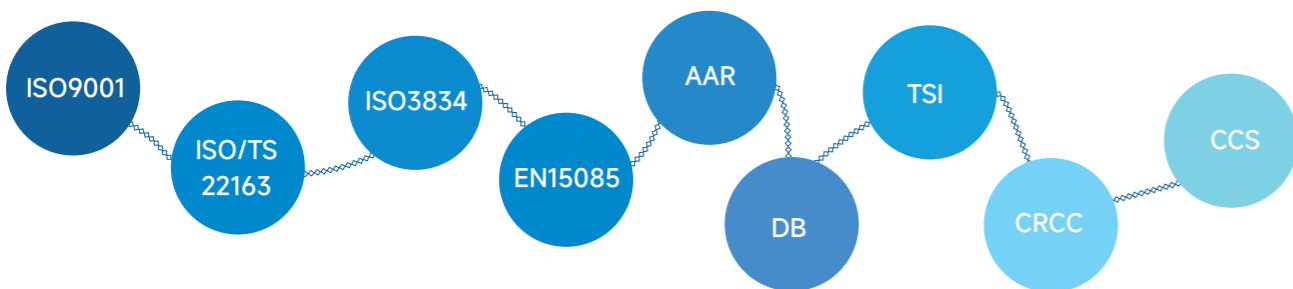 ISO9001
ISO/TS
22163
ISO3834
EN15085
AAR
DB
TSI
CRCC
CCS